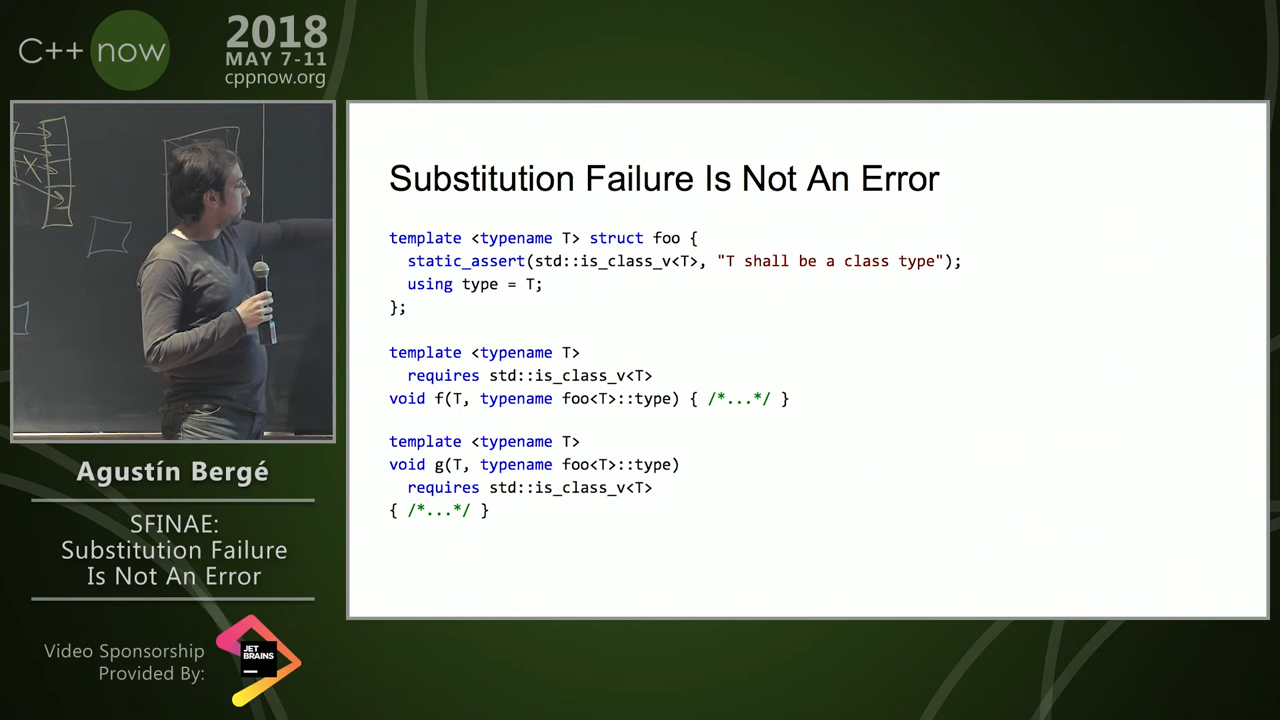 C++ now
2018
MAY 7-11
cppnow.org
Substitution Failure Is Not An Error
template <typename T> struct foo {
static_assert(std::is_class_v<T>, "T shall be a class type");
using type = T;
};
template <typename T>
requires std::is_class_v<T>
void f(T, typename foo<T>::type) { /*...*/ }
template <typename T>
void g(T, typename foo<T>::type)
requires std::is_class_v<T>
{ /*...*/ }
Agustín Bergé
SFINAE:
Substitution Failure
Is Not An Error
Video Sponsorship
Provided By:
JET
BRAINS